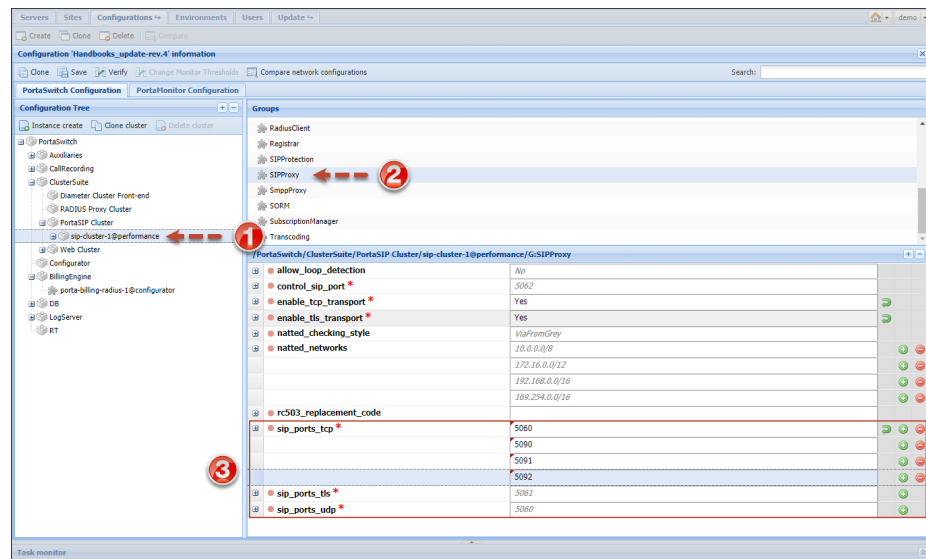 Servers Sites Configurations Environments Users Update demo
Create Clone Delete Compare
Configuration 'Handbooks_update-rev.4' information
Clone Save Verify Change Monitor Thresholds Compare network configurations Search:
PortaSwitch Configuration PortaMonitor Configuration
Configuration Tree
Instance create Clone cluster Delete cluster
PortaSwitch
Auxiliaries
CallRecording
ClusterSuite
Diameter Cluster Front-end
RADIUS Proxy Cluster
PortaSIP Cluster
sip-cluster-1@performance 1
Web Cluster
Configurator
BillingEngine
porta-billing-radius-1@configurator
DB
LogServer
RT
Groups
RadiusClient
Registrar
SIPProtection
SIPProxy 2
SmppProxy
SORM
SubscriptionManager
Transcoding
/PortaSwitch/ClusterSuite/PortaSIP Cluster/sip-cluster-1@performance/G:SIPProxy
allow_loop_detection No
control_sip_port * 5062
enable_tcp_transport * Yes
enable_tls_transport * Yes
natted_checking_style ViaFromGrey
natted_networks 10.0.0.0/8
172.16.0.0/12
192.168.0.0/16
169.254.0.0/16
rc503_replacement_code
sip_ports_tcp * 5060
5090
5091
3
5092
sip_ports_tls * 5061
sip_ports_udp * 5060
Task monitor